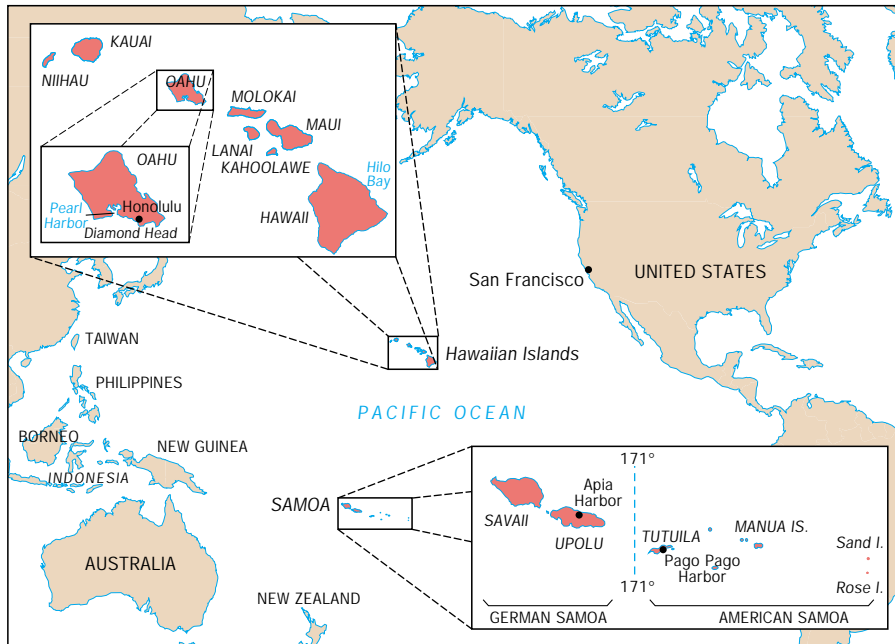 KAUAI
NIIHAU
OAHU
MOLOKAI
MAUI
LANAI
KAHOOLAWE
OAHU
Hilo
Bay
Pearl
Harbor
Honolulu
HAWAII
Diamond Head
San Francisco
UNITED STATES
TAIWAN
Hawaiian Islands
PHILIPPINES
PACIFIC OCEAN
BORNEO
NEW GUINEA
INDONESIA
SAMOA
AUSTRALIA
NEW ZEALAND
171°
Apia
Harbor
SAVAII
UPOLU
TUTUILA
MANUA IS.
Pago Pago
Harbor
Sand I.
Rose I.
171°
GERMAN SAMOA
AMERICAN SAMOA